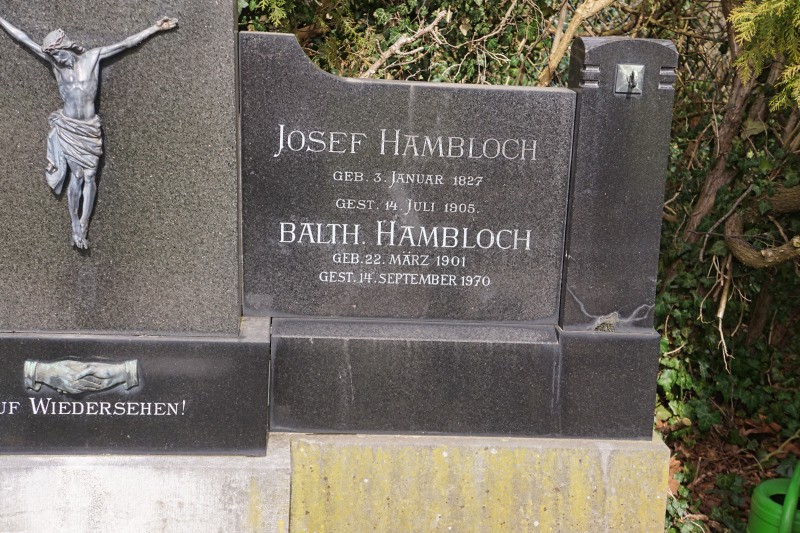 JOSEF HAMBLOCH
GEB. 3. JANUAR 1827
GEST. 14. JULI 1905.
BALTH. HAMBLOCH
GEB. 22. MÄRZ 1901
GEST. 14. SEPTEMBER 1970
WIEDERSEHEN!